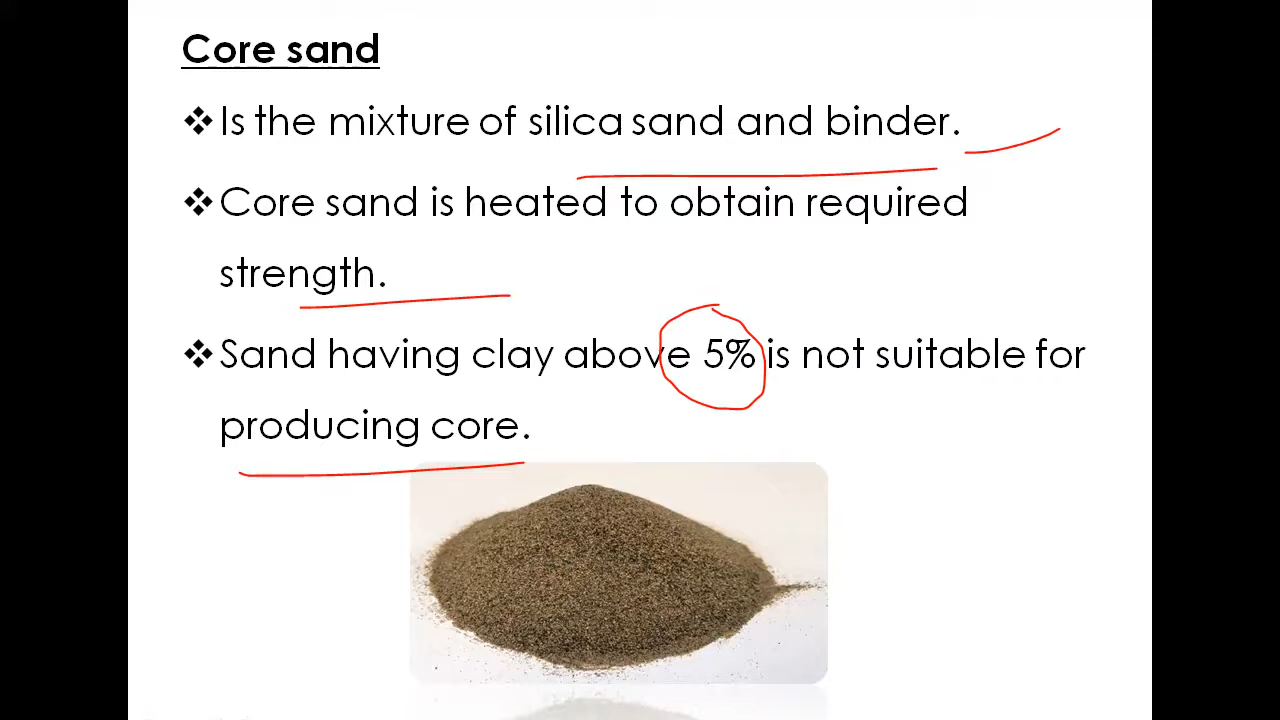 Core sand
❖Is the mixture of silica sand and binder.
❖Core sand is heated to obtain required
strength.
❖Sand having clay above 5% is not suitable for
producing core.